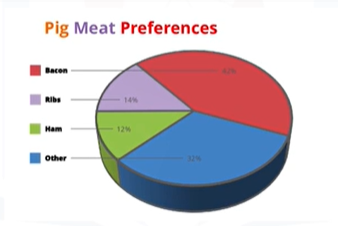 Pig Meat Preferences
Bacon
42%
Ribs
14%
Ham
12%
Other
32%